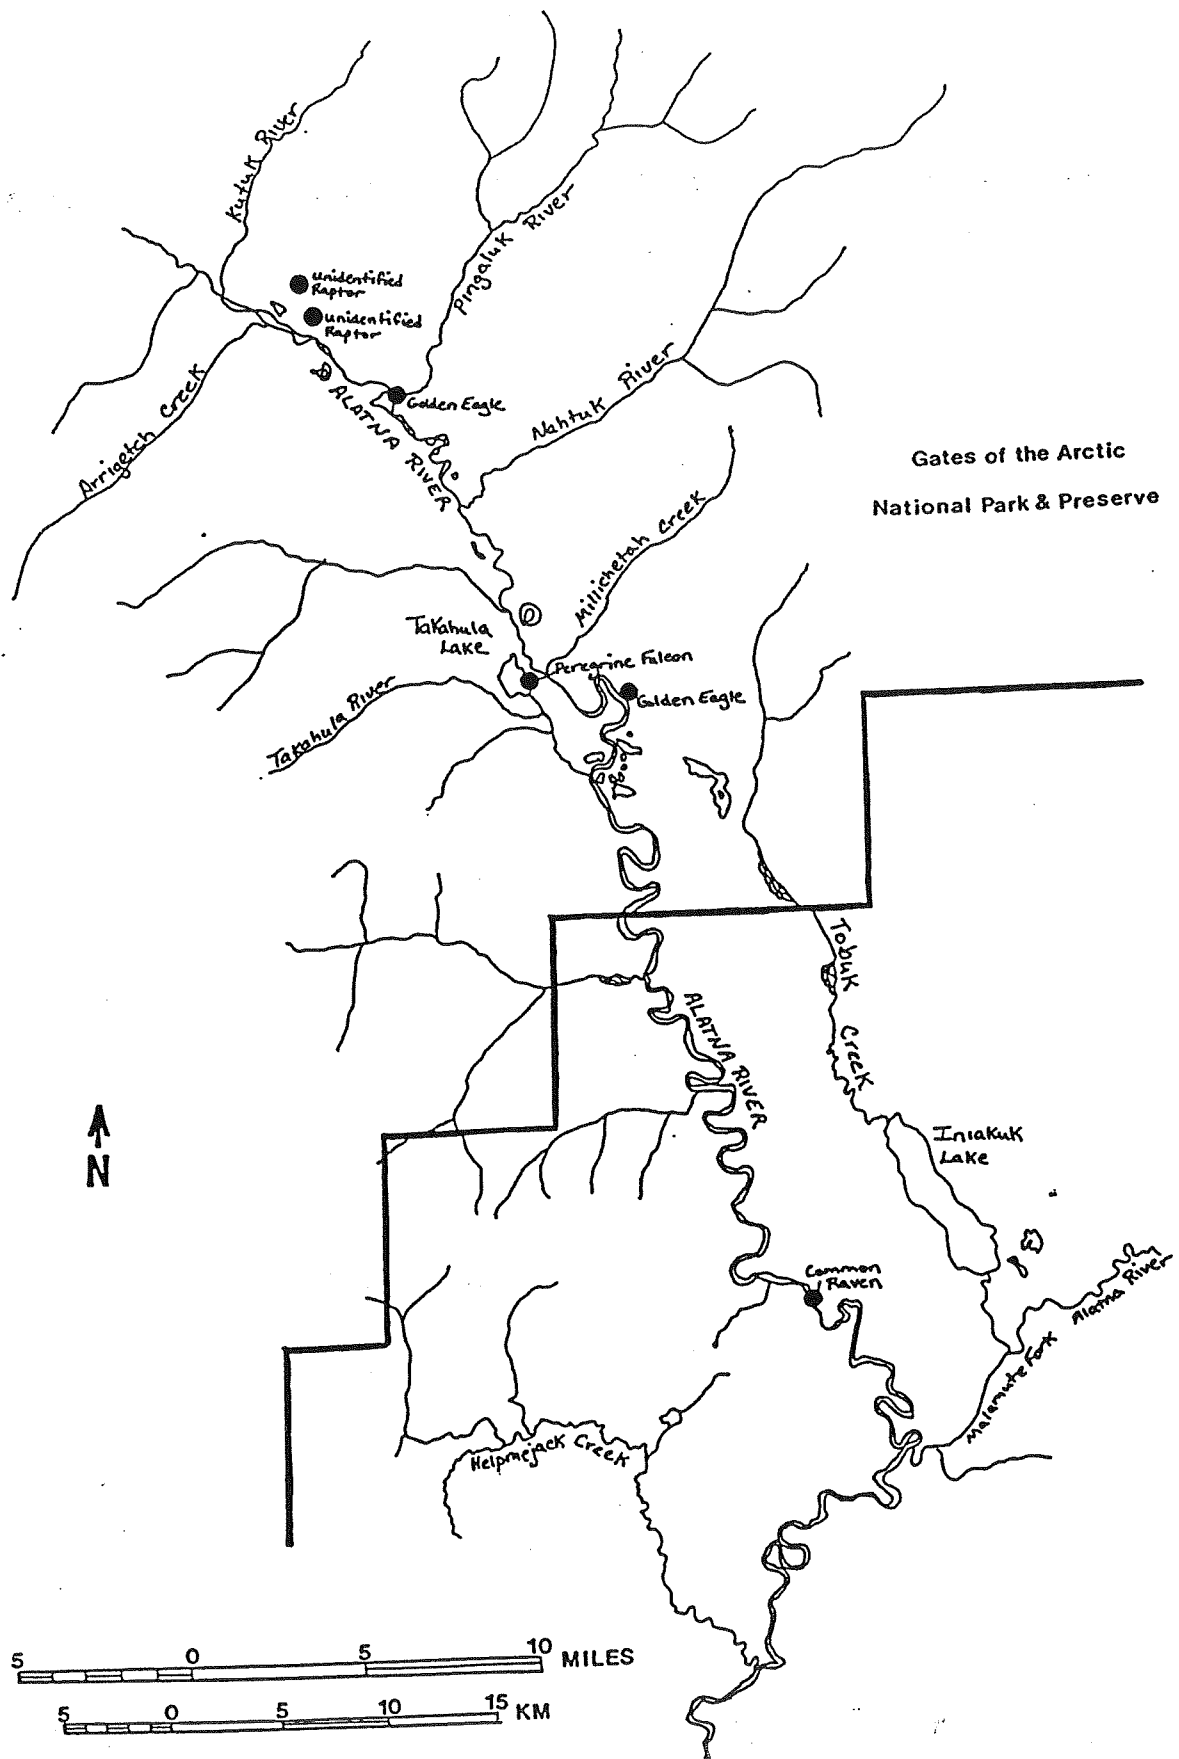 Kutuk River
unidentified
Raptor
unidentified
Raptor
Pingaluk River
Arrigetch Creek
ALATNA RIVER
Golden Eagle
Nahtuk River
Gates of the Arctic
National Park & Preserve
Millichetah Creek
Takahula
Lake
Peregrine Falcon
Golden Eagle
Takahula River
Tobuk Creek
ALATNA RIVER
N
Iniakuk
Lake
Common
Raven
Alatna River
Malamute Fork
Helpmejack Creek
5 0 5 10 MILES
5 0 5 10 15 KM